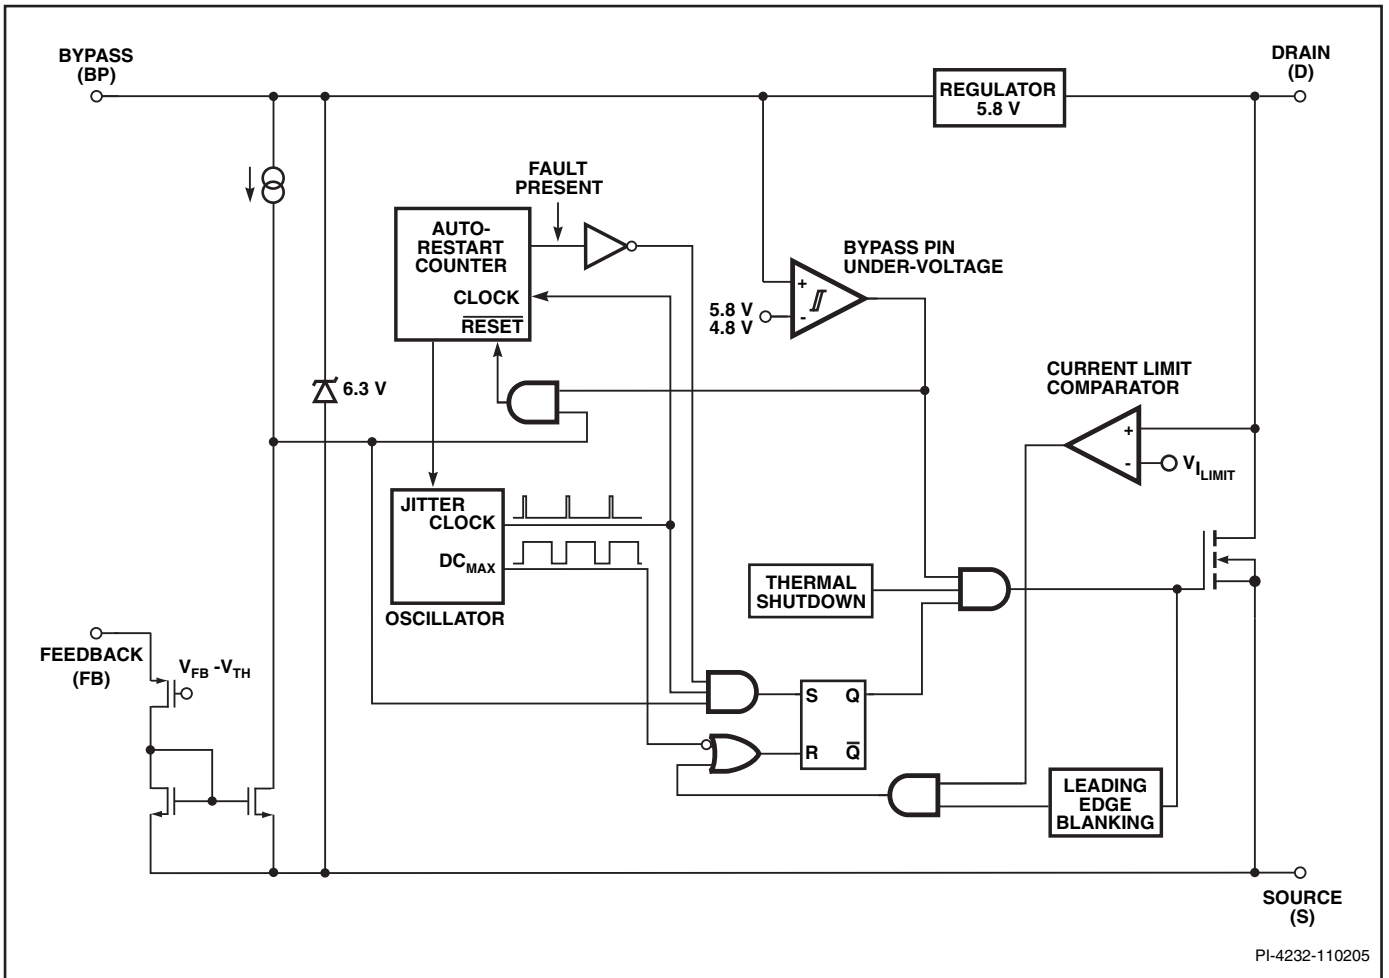 BYPASS
(BP)
DRAIN
(D)
REGULATOR
5.8 V
FAULT
PRESENT
AUTO-
RESTART
COUNTER
CLOCK
RESET
BYPASS PIN
UNDER-VOLTAGE
+
-
5.8 V
4.8 V
6.3 V
CURRENT LIMIT
COMPARATOR
+
-
VILIMIT
JITTER
CLOCK
DCMAX
OSCILLATOR
THERMAL
SHUTDOWN
FEEDBACK
(FB)
VFB -VTH
S Q
R Q
LEADING
EDGE
BLANKING
SOURCE
(S)
PI-4232-110205